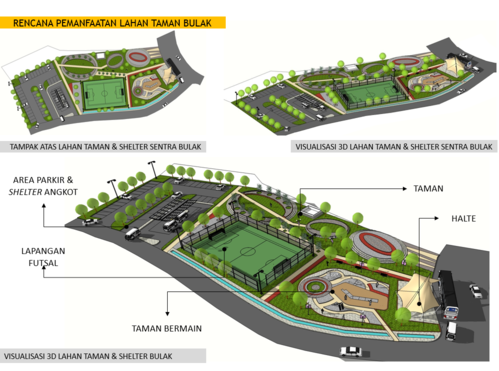 RENCANA PEMANFAATAN LAHAN TAMAN BULAK
TAMPAK ATAS LAHAN TAMAN & SHELTER SENTRA BULAK
VISUALISASI 3D LAHAN TAMAN & SHELTER SENTRA BULAK
AREA PARKIR &
SHELTER ANGKOT
TAMAN
HALTE
LAPANGAN
FUTSAL
TAMAN BERMAIN
VISUALISASI 3D LAHAN TAMAN & SHELTER BULAK